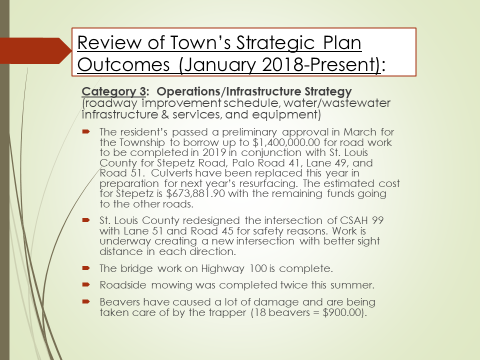 Review of Town's Strategic Plan
Outcomes (January 2018-Present):
Category 3:  Operations/Infrastructure Strategy
(roadway improvement schedule, water/wastewater
infrastructure & services, and equipment)
The resident's passed a preliminary approval in March for
the Township to borrow up to $1,400,000.00 for road work
to be completed in 2019 in conjunction with St. Louis
County for Stepetz Road, Palo Road 41, Lane 49, and
Road 51.  Culverts have been replaced this year in
preparation for next year's resurfacing. The estimated cost
for Stepetz is $673,881.90 with the remaining funds going
to the other roads.
St. Louis County redesigned the intersection of CSAH 99
with Lane 51 and Road 45 for safety reasons. Work is
underway creating a new intersection with better sight
distance in each direction.
The bridge work on Highway 100 is complete.
Roadside mowing was completed twice this summer.
Beavers have caused a lot of damage and are being
taken care of by the trapper (18 beavers = $900.00).